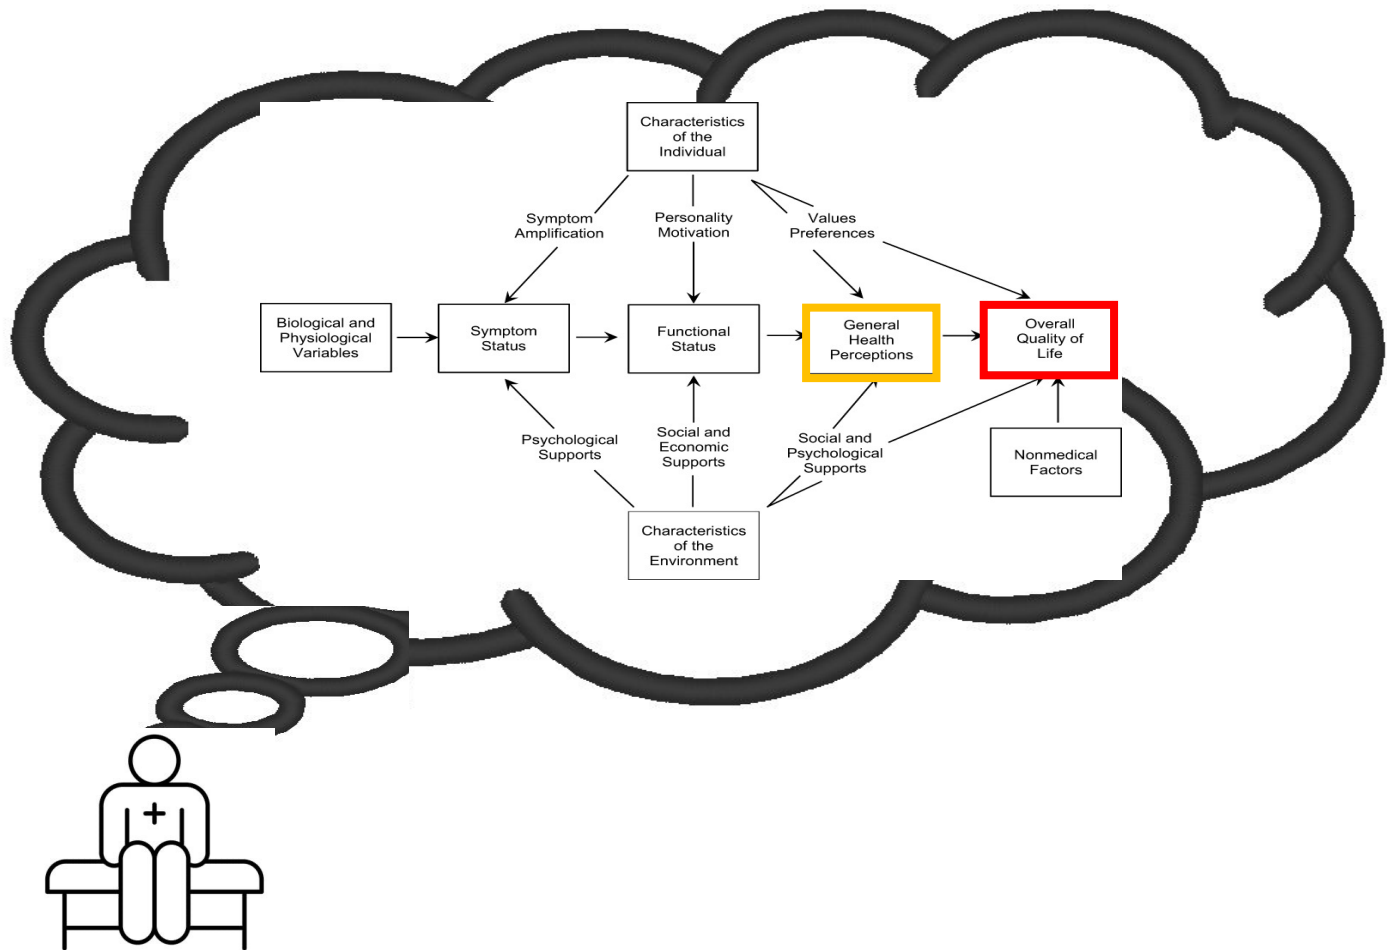 Characteristics
of the
Individual
Symptom
Amplification
Personality
Motivation
Values
Preferences
Biological and
Physiological
Variables
Symptom
Status
Functional
Status
General
Health
Perceptions
Overall
Quality of
Life
Psychological
Supports
Social and
Economic
Supports
Social and
Psychological
Supports
Nonmedical
Factors
Characteristics
of the
Environment